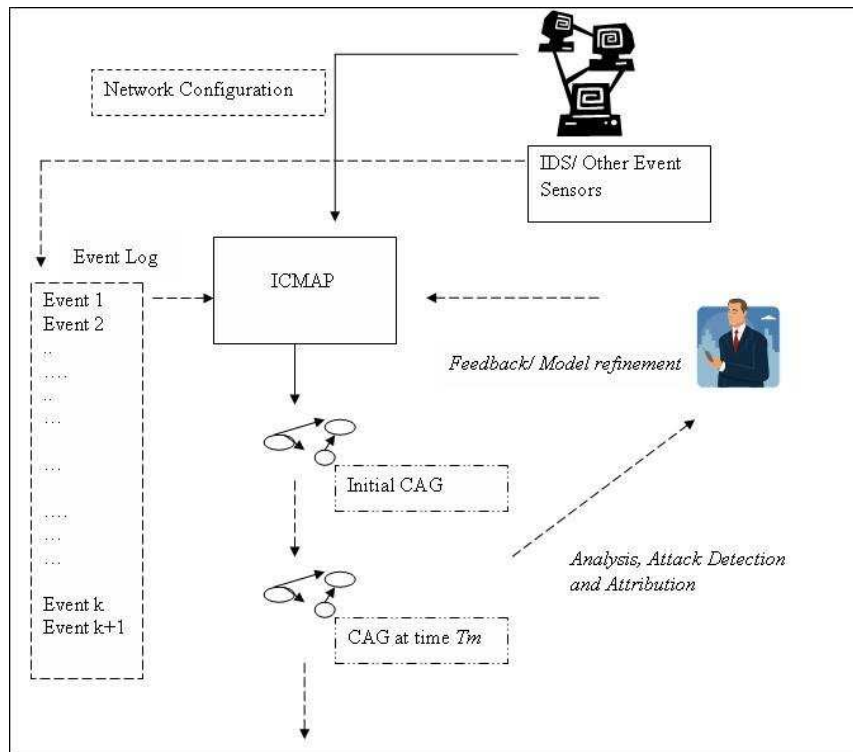 Network Configuration
IDS/ Other Event
Sensors
Event Log
ICMAP
Event 1
Event 2
..
....
..
...
...
....
...
...
Event k
Event k+1
Feedback/ Model refinement
Initial CAG
Analysis, Attack Detection
and Attribution
CAG at time Tm